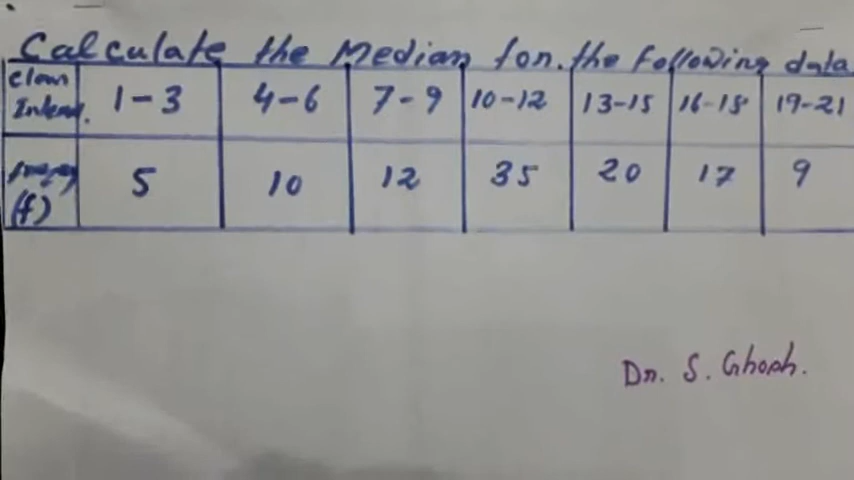 Calculate the Median for. the following data
Class 1-3 4-6 7-9 10-12 13-15 16-18 19-21
(f) 5 10 12 35 20 17 9
Dr. S. Ghosh.